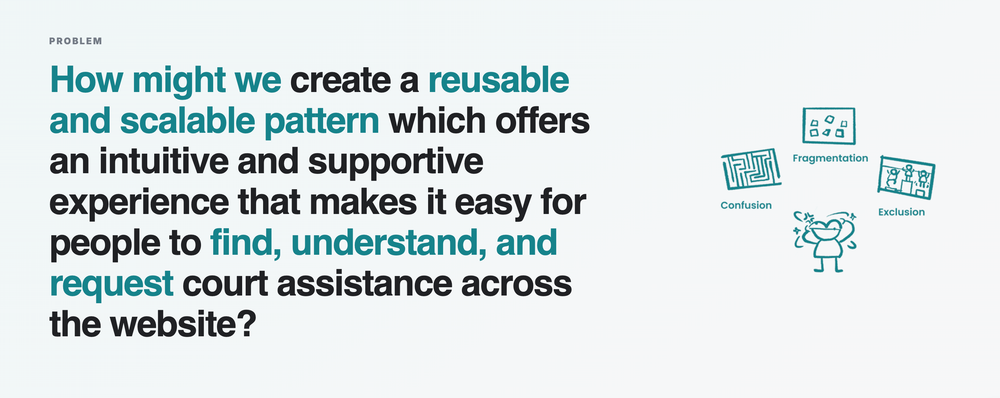 PROBLEM
How might we create a reusable
and scalable pattern which offers
an intuitive and supportive
experience that makes it easy for
people to find, understand, and
request court assistance across
the website?
Fragmentation
Confusion
Exclusion